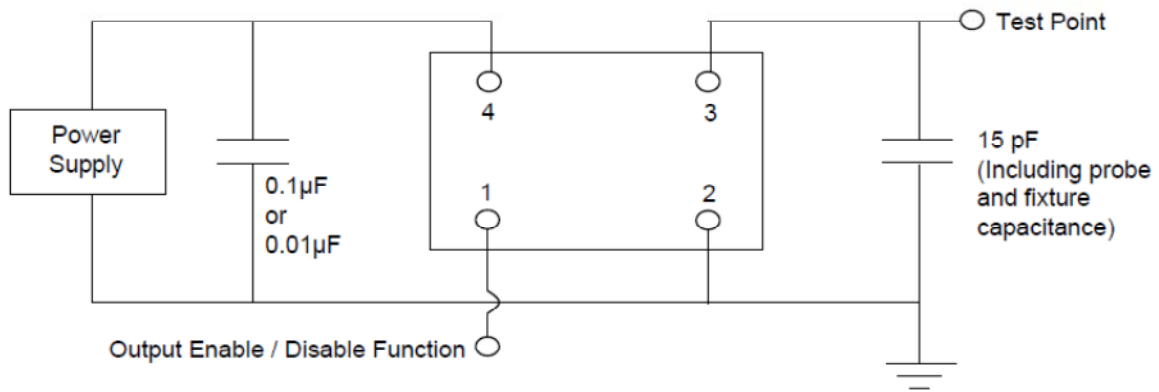 Test Point
4
3
Power
Supply
15 pF
(Including probe
and fixture
capacitance)
0.1µF
or
0.01µF
1
2
Output Enable / Disable Function